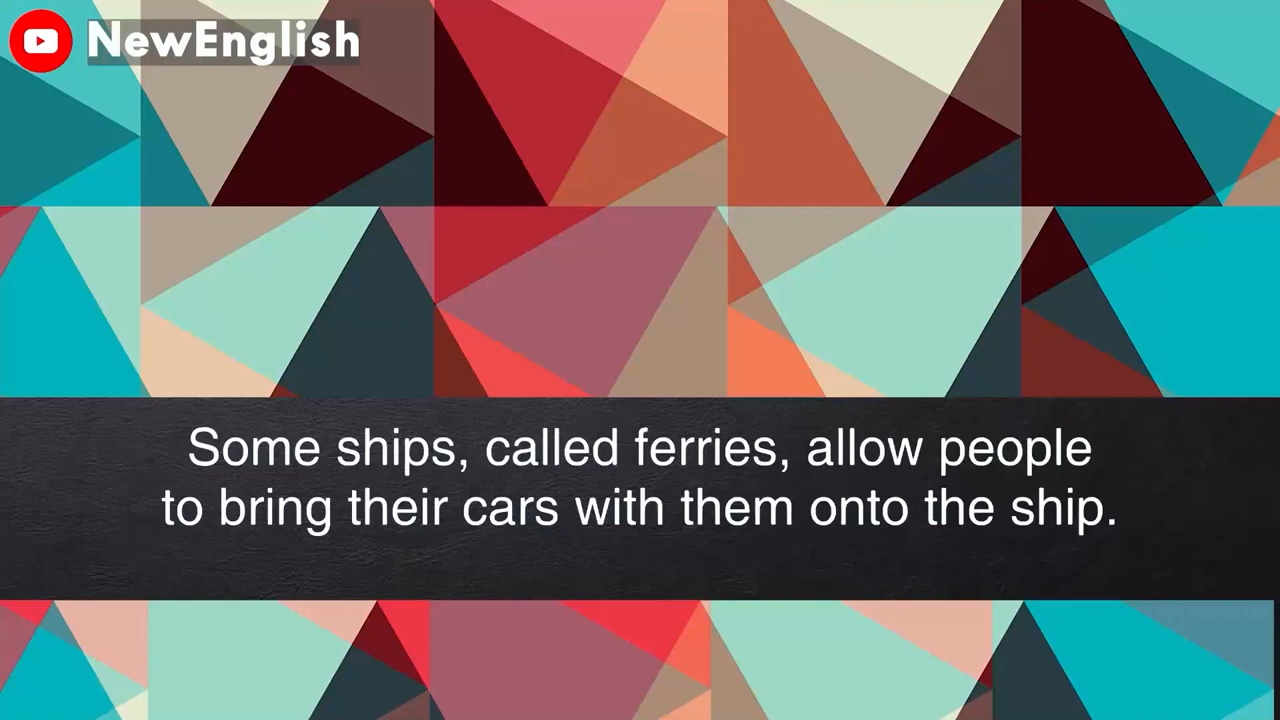 NewEnglish
Some ships, called ferries, allow people
to bring their cars with them onto the ship.